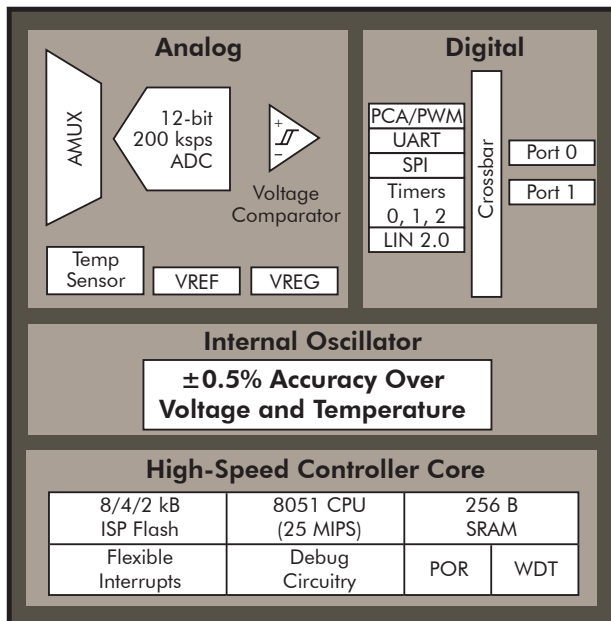 Analog
AMUX
12-bit
200 ksps
ADC
+
−
Voltage
Comparator
Temp
Sensor
VREF
VREG
Digital
PCA/PWM
UART
SPI
Timers
0, 1, 2
LIN 2.0
Crossbar
Port 0
Port 1
Internal Oscillator
±0.5% Accuracy Over
Voltage and Temperature
High-Speed Controller Core
8/4/2 kB
ISP Flash
8051 CPU
(25 MIPS)
256 B
SRAM
Flexible
Interrupts
Debug
Circuitry
POR
WDT